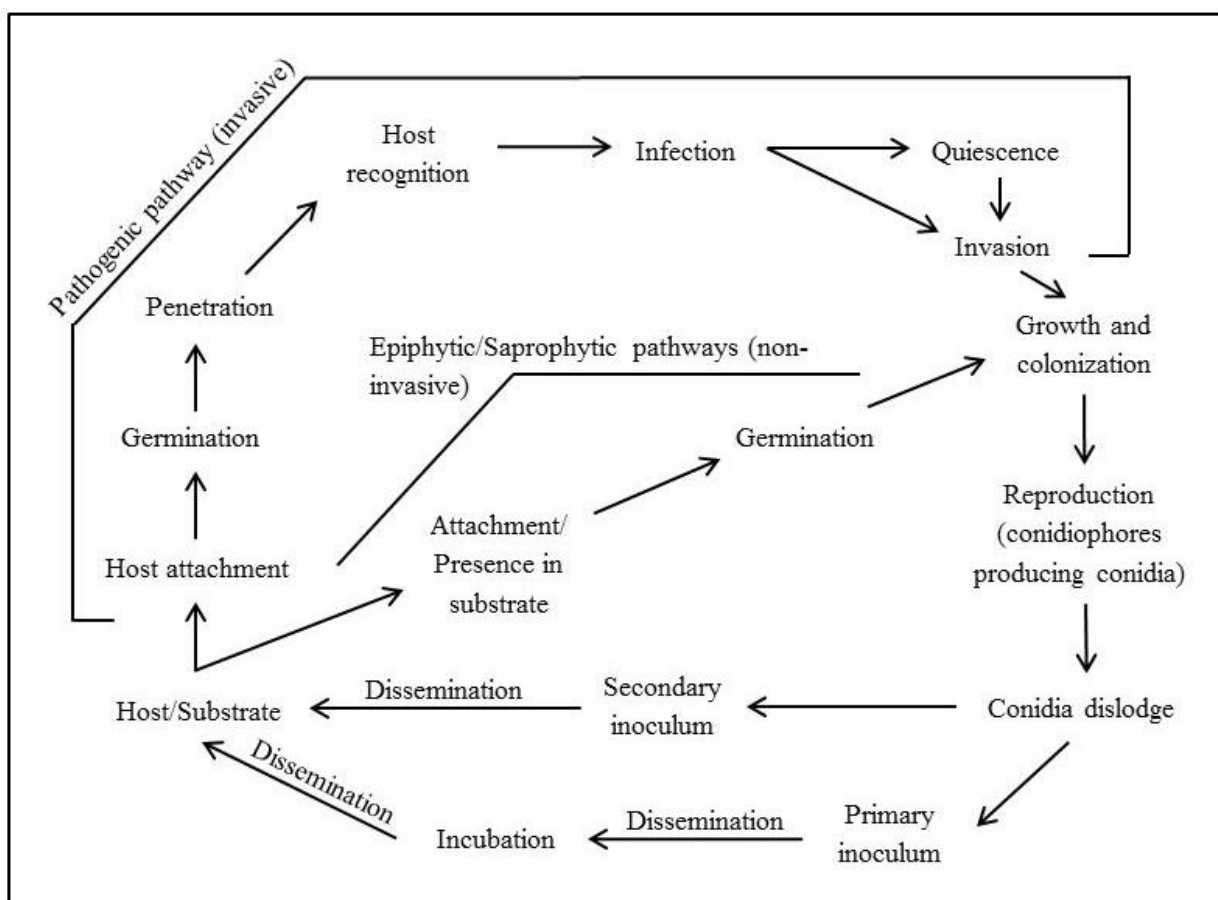 Pathogenic pathway (invasive)
Host
recognition
Infection
Quiescence
Invasion
Penetration
Growth and
colonization
Epiphytic/Saprophytic pathways (non-
invasive)
Germination
Germination
Reproduction
(conidiophores
producing conidia)
Attachment/
Presence in
substrate
Host attachment
Dissemination
Secondary
inoculum
Conidia dislodge
Host/Substrate
Dissemination
Incubation
Dissemination
Primary
inoculum